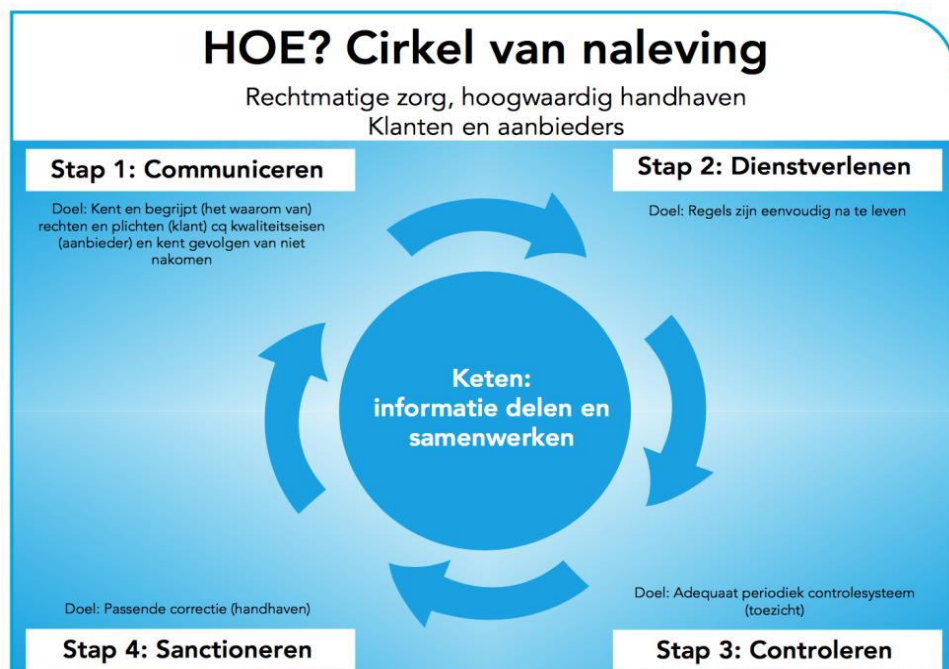 HOE? Cirkel van naleving
Rechtmatige zorg, hoogwaardig handhaven
Klanten en aanbieders
Stap 1: Communiceren
Doel: Kent en begrijpt (het waarom van)
rechten en plichten (klant) cq kwaliteitseisen
(aanbieder) en kent gevolgen van niet
nakomen
Stap 2: Dienstverlenen
Doel: Regels zijn eenvoudig na te leven
Keten:
informatie delen en
samenwerken
Doel: Adequaat periodiek controlesysteem
(toezicht)
Stap 3: Controleren
Doel: Passende correctie (handhaven)
Stap 4: Sanctioneren